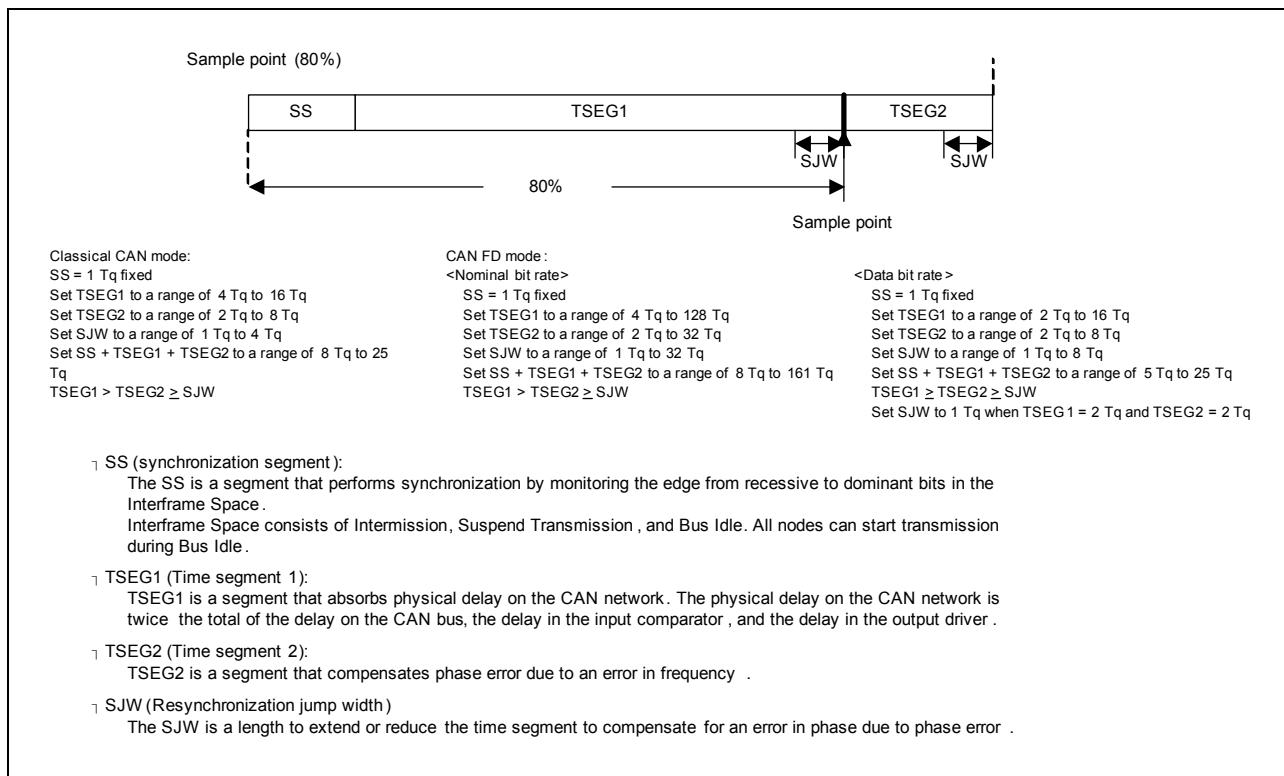 Sample point (80%)
SS
TSEG1
TSEG2
SJW
SJW
80%
Sample point
Classical CAN mode:
SS = 1 Tq fixed
Set TSEG1 to a range of 4 Tq to 16 Tq
Set TSEG2 to a range of 2 Tq to 8 Tq
Set SJW to a range of 1 Tq to 4 Tq
Set SS + TSEG1 + TSEG2 to a range of 8 Tq to 25
Tq
TSEG1 > TSEG2 ≥ SJW
CAN FD mode:
<Nominal bit rate>
SS = 1 Tq fixed
Set TSEG1 to a range of 4 Tq to 128 Tq
Set TSEG2 to a range of 2 Tq to 32 Tq
Set SJW to a range of 1 Tq to 32 Tq
Set SS + TSEG1 + TSEG2 to a range of 8 Tq to 161 Tq
TSEG1 > TSEG2 ≥ SJW
<Data bit rate>
SS = 1 Tq fixed
Set TSEG1 to a range of 2 Tq to 16 Tq
Set TSEG2 to a range of 2 Tq to 8 Tq
Set SJW to a range of 1 Tq to 8 Tq
Set SS + TSEG1 + TSEG2 to a range of 5 Tq to 25 Tq
TSEG1 ≥ TSEG2 ≥ SJW
Set SJW to 1 Tq when TSEG1 = 2 Tq and TSEG2 = 2 Tq
┐ SS (synchronization segment):
The SS is a segment that performs synchronization by monitoring the edge from recessive to dominant bits in the
Interframe Space.
Interframe Space consists of Intermission, Suspend Transmission, and Bus Idle. All nodes can start transmission
during Bus Idle.
┐ TSEG1 (Time segment 1):
TSEG1 is a segment that absorbs physical delay on the CAN network. The physical delay on the CAN network is
twice the total of the delay on the CAN bus, the delay in the input comparator, and the delay in the output driver.
┐ TSEG2 (Time segment 2):
TSEG2 is a segment that compensates phase error due to an error in frequency.
┐ SJW (Resynchronization jump width)
The SJW is a length to extend or reduce the time segment to compensate for an error in phase due to phase error.